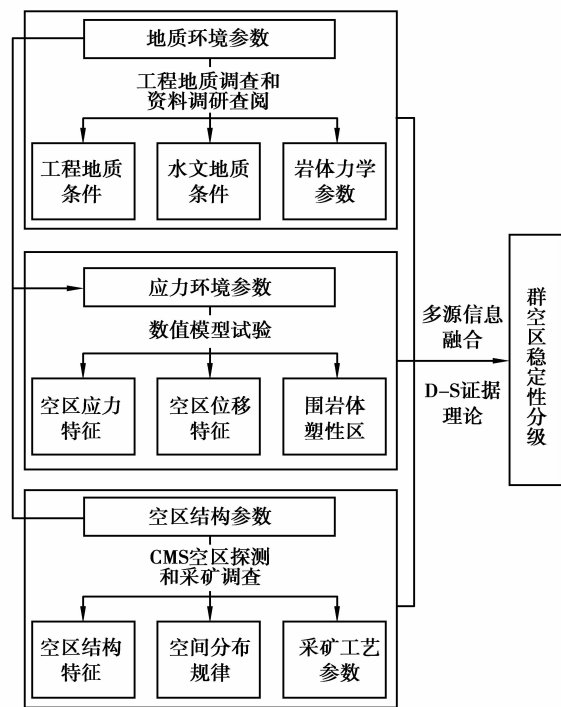 地质环境参数
工程地质调查和
资料调研查阅
工程地质
条件
水文地质
条件
岩体力学
参数
应力环境参数
数值模型试验
空区应力
特征
空区位移
特征
围岩体
塑性区
空区结构参数
CMS空区探测
和采矿调查
空区结构
特征
空间分布
规律
采矿工艺
参数
多源信息
融合
D-S证据
理论
群空区稳定性分级